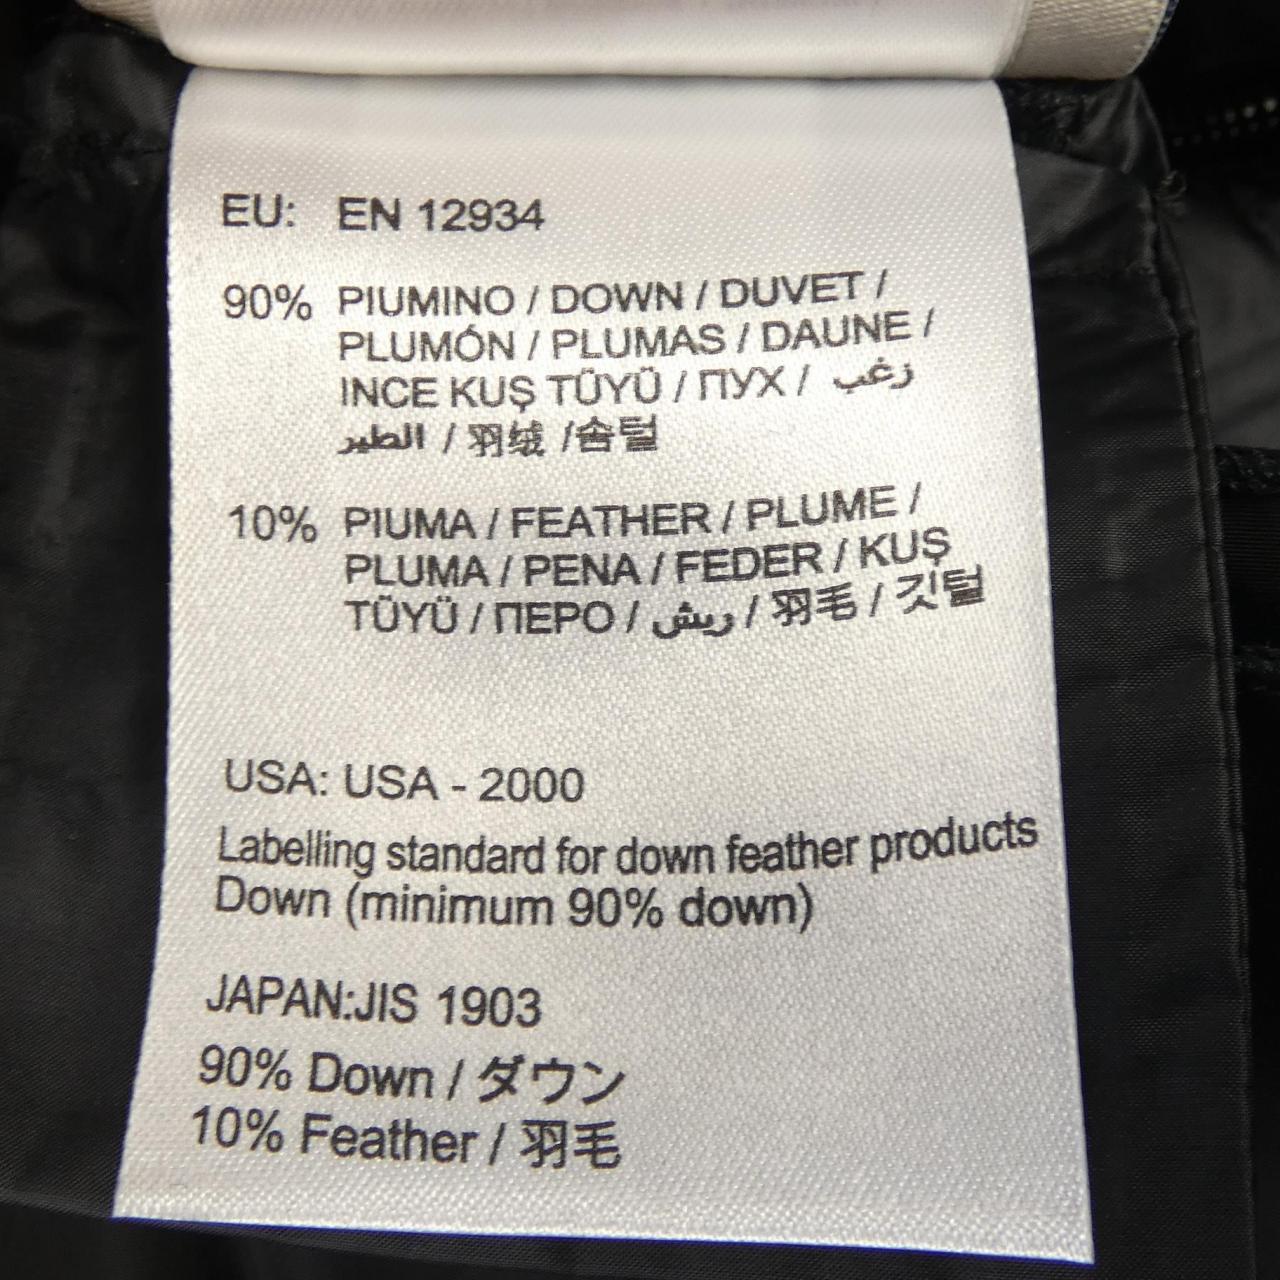 EU: EN 12934
90% PIUMINO / DOWN / DUVET /
PLUMÓN / PLUMAS / DAUNE /
INCE KUŞ TÜYÜ / ПУХ / زغب
الطير / 羽绒 /솜털
10% PIUMA / FEATHER / PLUME /
PLUMA / PENA / FEDER / KUŞ
TÜYÜ / ПЕРО / ريش / 羽毛 / 깃털
USA: USA - 2000
Labelling standard for down feather products
Down (minimum 90% down)
JAPAN:JIS 1903
90% Down / ダウン
10% Feather / 羽毛